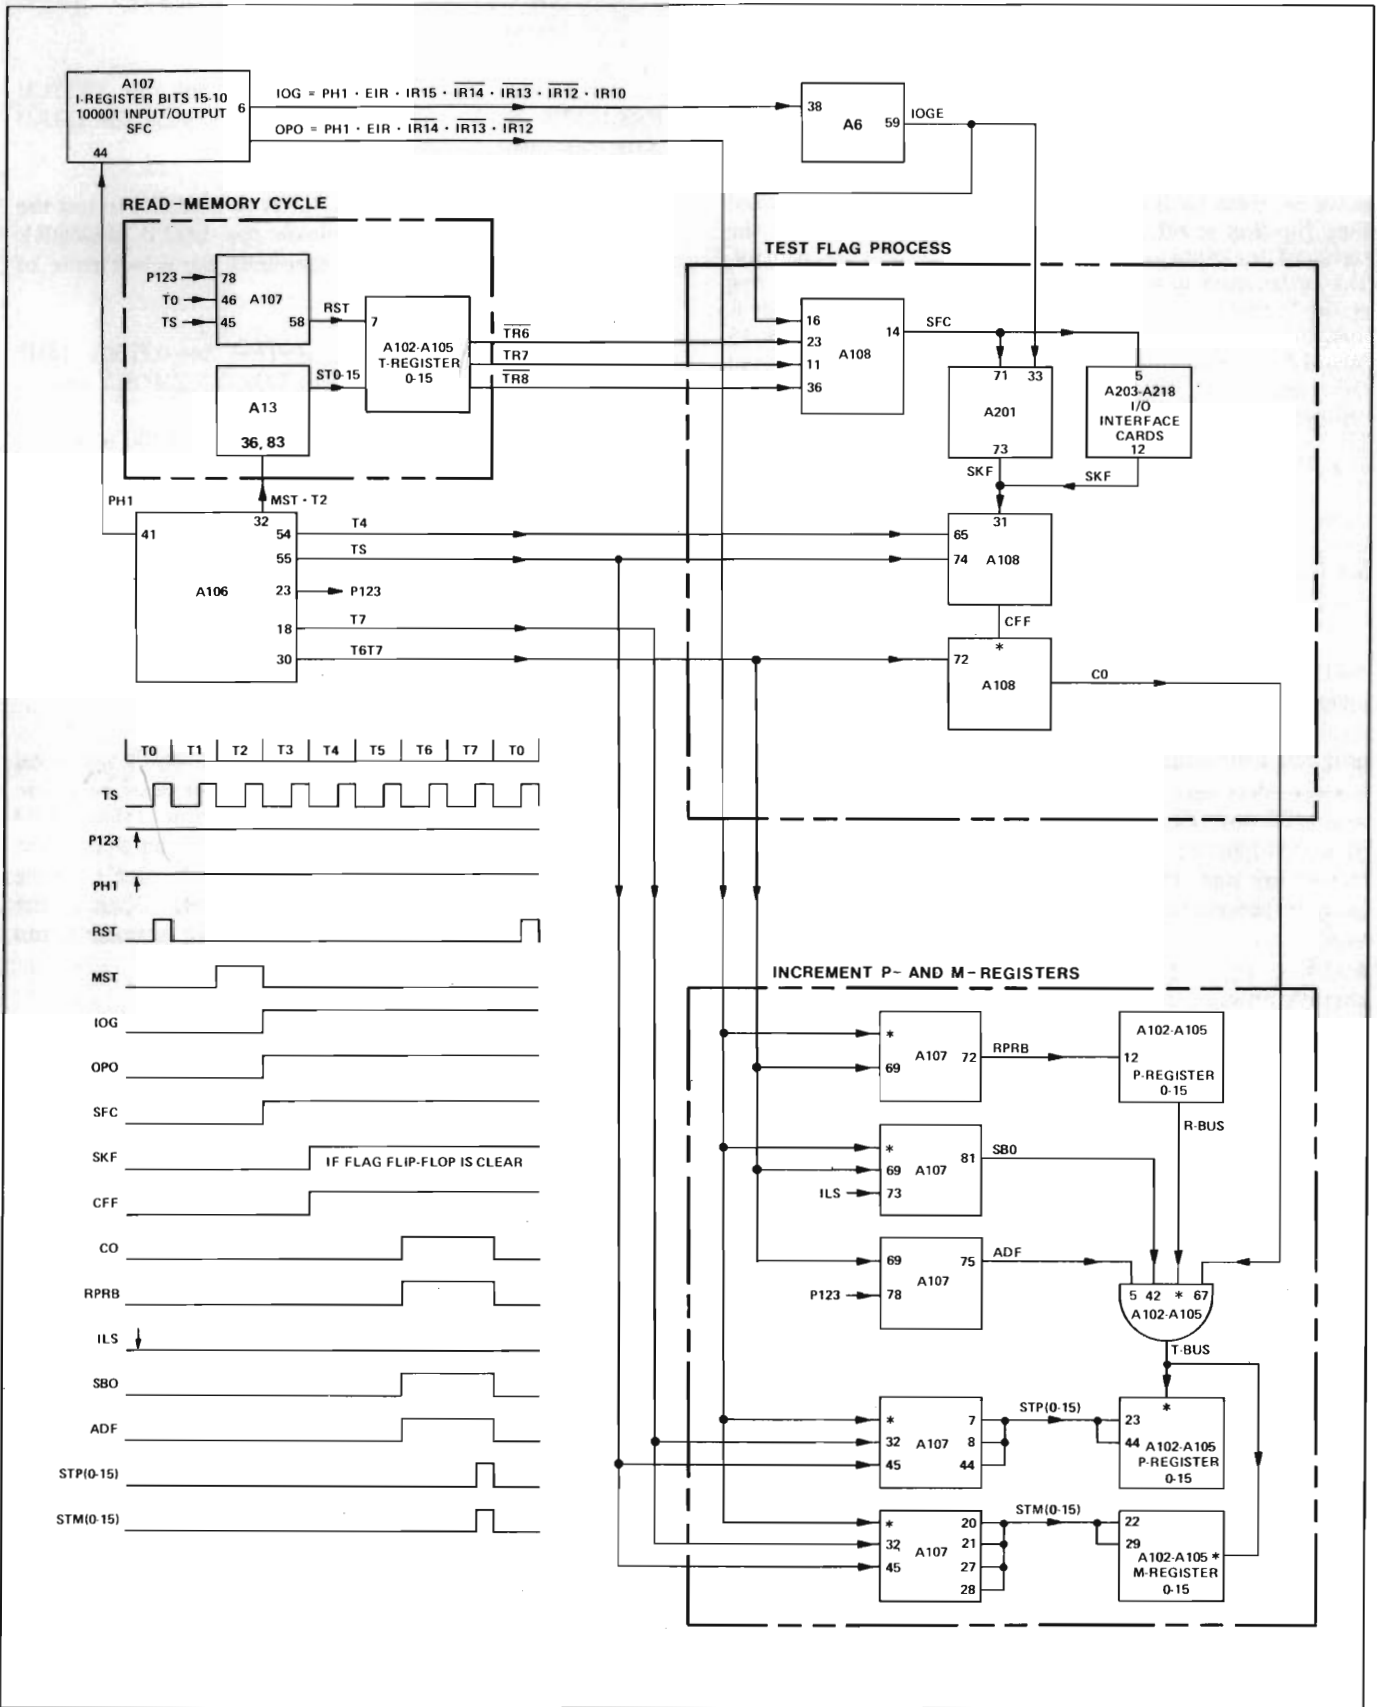 A107
I-REGISTER BITS 15-10
100001 INPUT/OUTPUT
SFC
6
44
IOG = PH1 · EIR · IR15 · IR14 · IR13 · IR12 · IR10
OPO = PH1 · EIR · IR14 · IR13 · IR12
38
A6
59
IOGE
READ-MEMORY CYCLE
P123
T0
TS
78
46
45
A107
58
RST
7
A102-A105
T-REGISTER
0-15
A13
36, 83
ST0-15
TR6
TR7
TR8
TEST FLAG PROCESS
16
23
11
36
A108
14
SFC
71
33
A201
73
5
A203-A218
I/O
INTERFACE
CARDS
12
SKF
SKF
PH1
MST · T2
41
32
54
55
23
18
30
A106
T4
TS
P123
T7
T6T7
31
65
74
A108
CFF
*
72
A108
C0
T0 T1 T2 T3 T4 T5 T6 T7 T0
TS
P123
PH1
RST
MST
IOG
OPO
SFC
SKF
IF FLAG FLIP-FLOP IS CLEAR
CFF
CO
RPRB
ILS
SBO
ADF
STP(0-15)
STM(0-15)
INCREMENT P- AND M-REGISTERS
*
69
A107
72
RPRB
A102-A105
12
P-REGISTER
0-15
R-BUS
*
69
ILS
73
A107
81
SB0
69
P123
78
A107
75
ADF
5 42 * 67
A102-A105
T-BUS
*
32
45
A107
7
8
44
STP(0-15)
*
23
44
A102-A105
P-REGISTER
0-15
*
32
45
A107
20
21
27
28
STM(0-15)
22
29
A102-A105 *
M-REGISTER
0-15